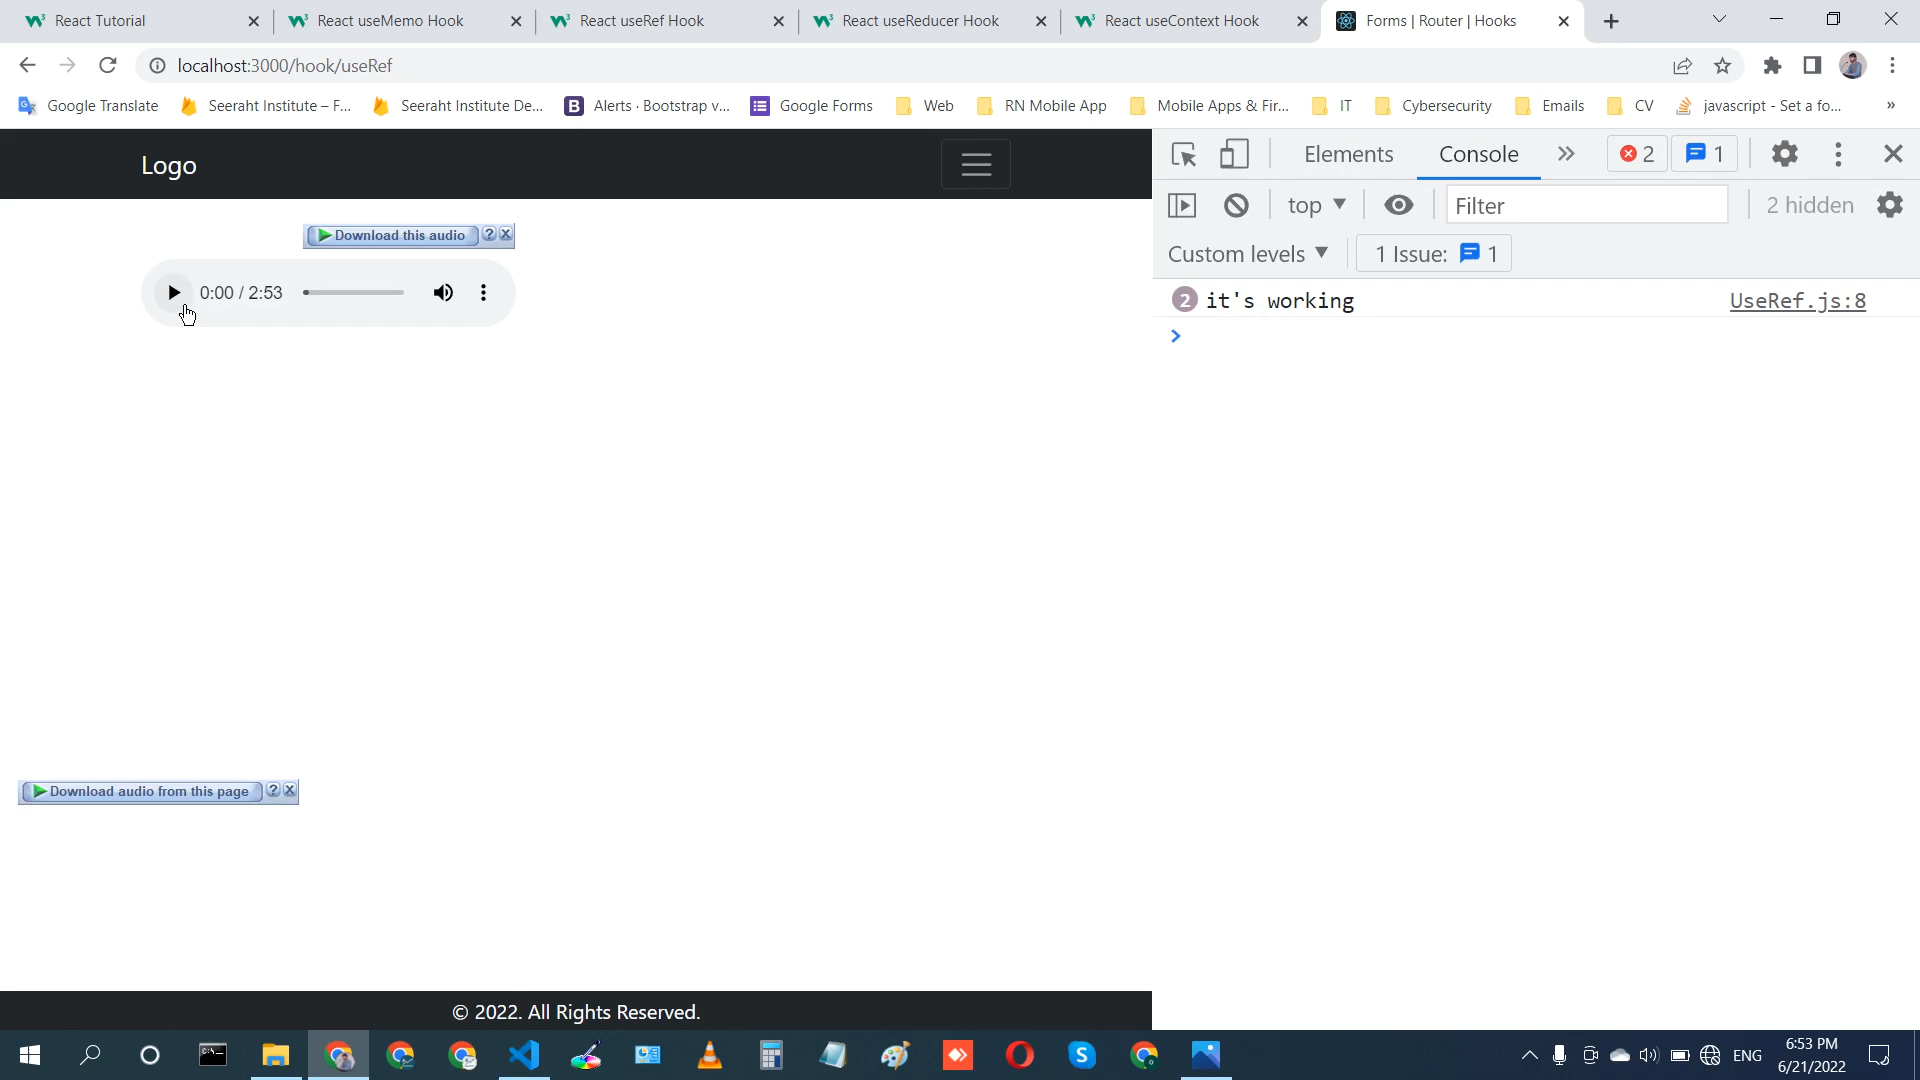 React Tutorial
React useMemo Hook
React useRef Hook
React useReducer Hook
React useContext Hook
Forms | Router | Hooks
localhost:3000/hook/useRef
Google Translate
Seeraht Institute – F...
Seeraht Institute De...
B
Alerts · Bootstrap v...
Google Forms
Web
RN Mobile App
Mobile Apps & Fir...
IT
Cybersecurity
Emails
CV
javascript - Set a fo...
»
Logo
Elements
Console
2
1
top
Filter
2 hidden
Custom levels
1 Issue: 1
Download this audio ? X
0:00 / 2:53
2 it's working
UseRef.js:8
Download audio from this page ? X
© 2022. All Rights Reserved.
ENG
6:53 PM
6/21/2022